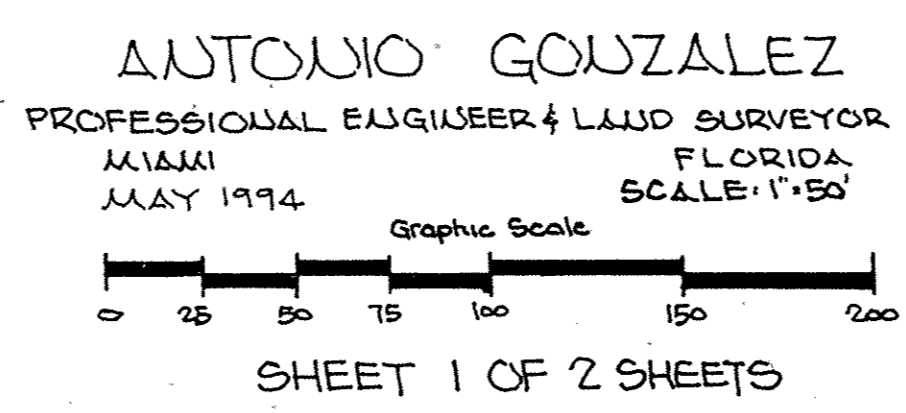 ANTONIO GONZALEZ
PROFESSIONAL ENGINEER & LAND SURVEYOR
MIAMI FLORIDA
MAY 1994 SCALE: 1"=50'
Graphic Scale
0 25 50 75 100 150 200
SHEET 1 OF 2 SHEETS